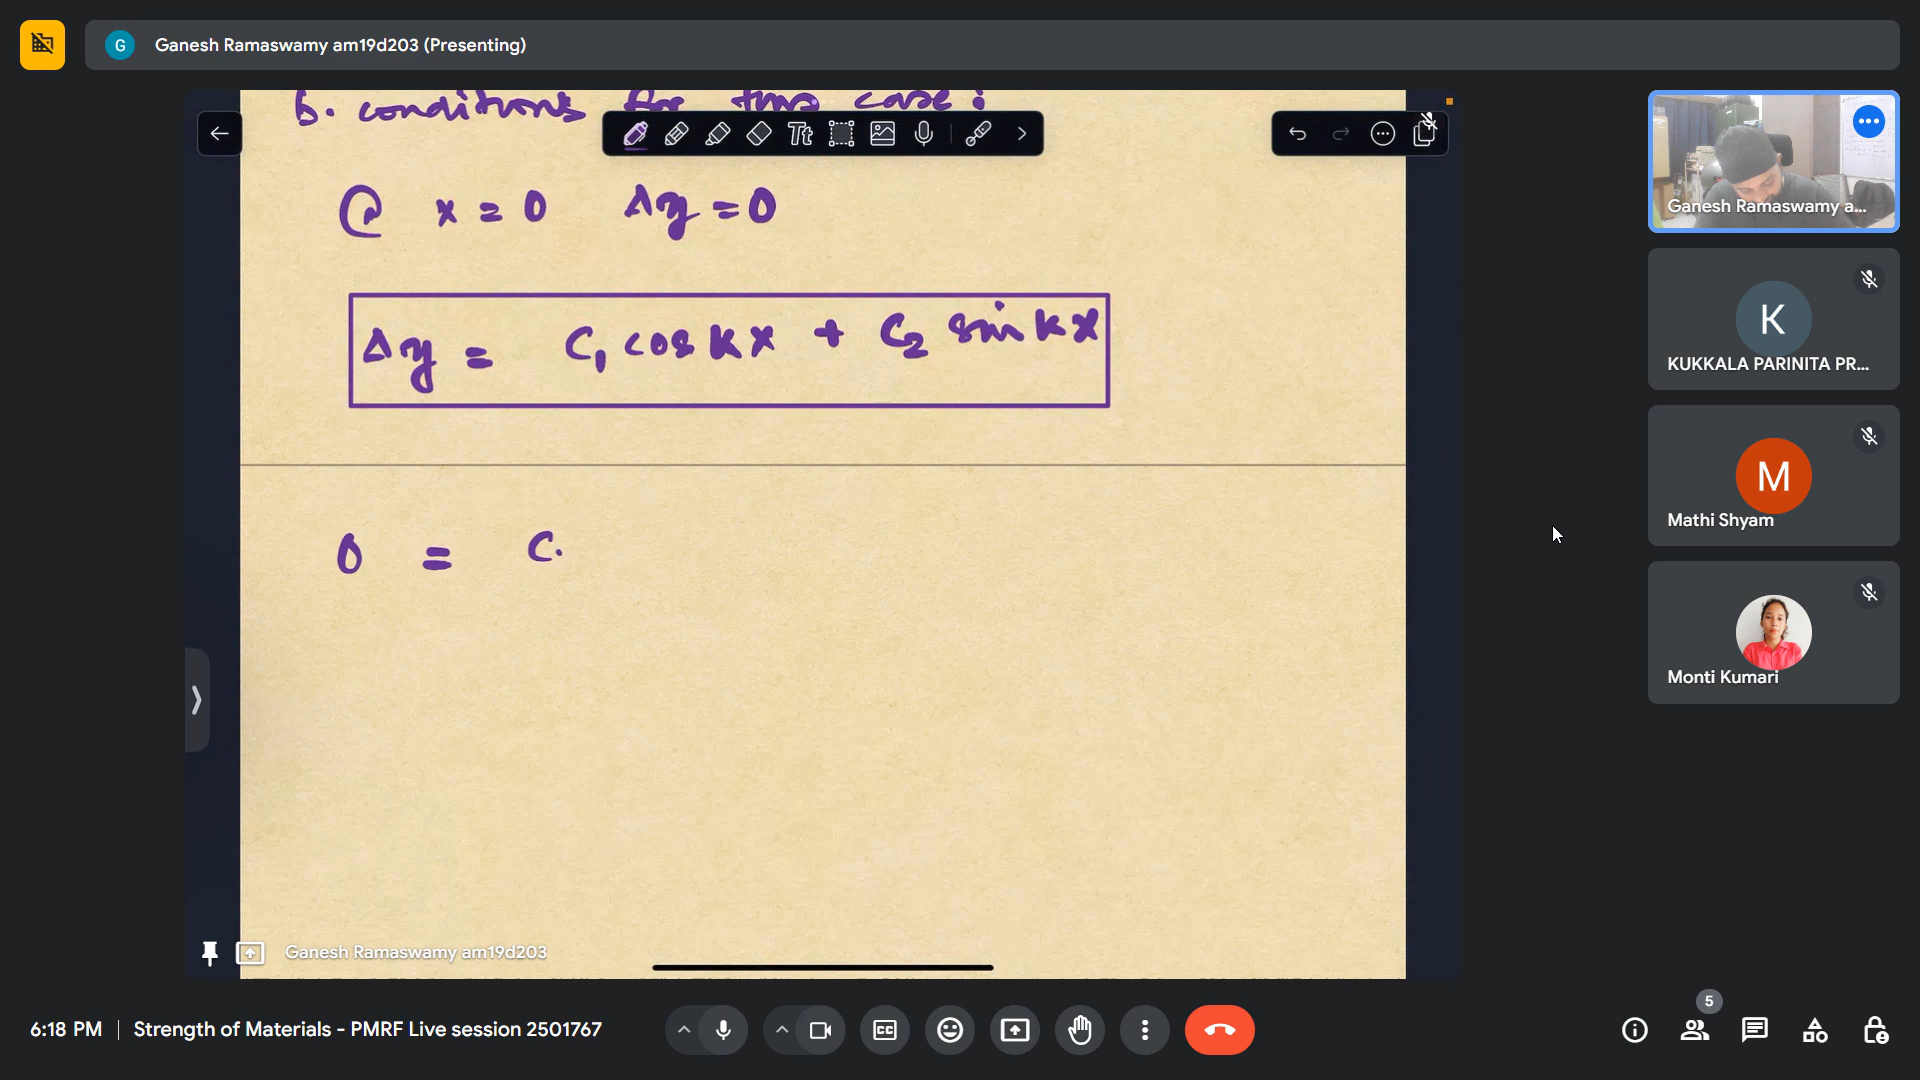 G Ganesh Ramaswamy am19d203 (Presenting)
b. conditions for this case:
Tt
@ x = 0 Δy = 0
Δy = C₁ cos kx + C₂ sin kx
0 = C.
Ganesh Ramaswamy a...
K
KUKKALA PARINITA PR...
M
Mathi Shyam
Monti Kumari
Ganesh Ramaswamy am19d203
6:18 PM | Strength of Materials - PMRF Live session 2501767
CC
5